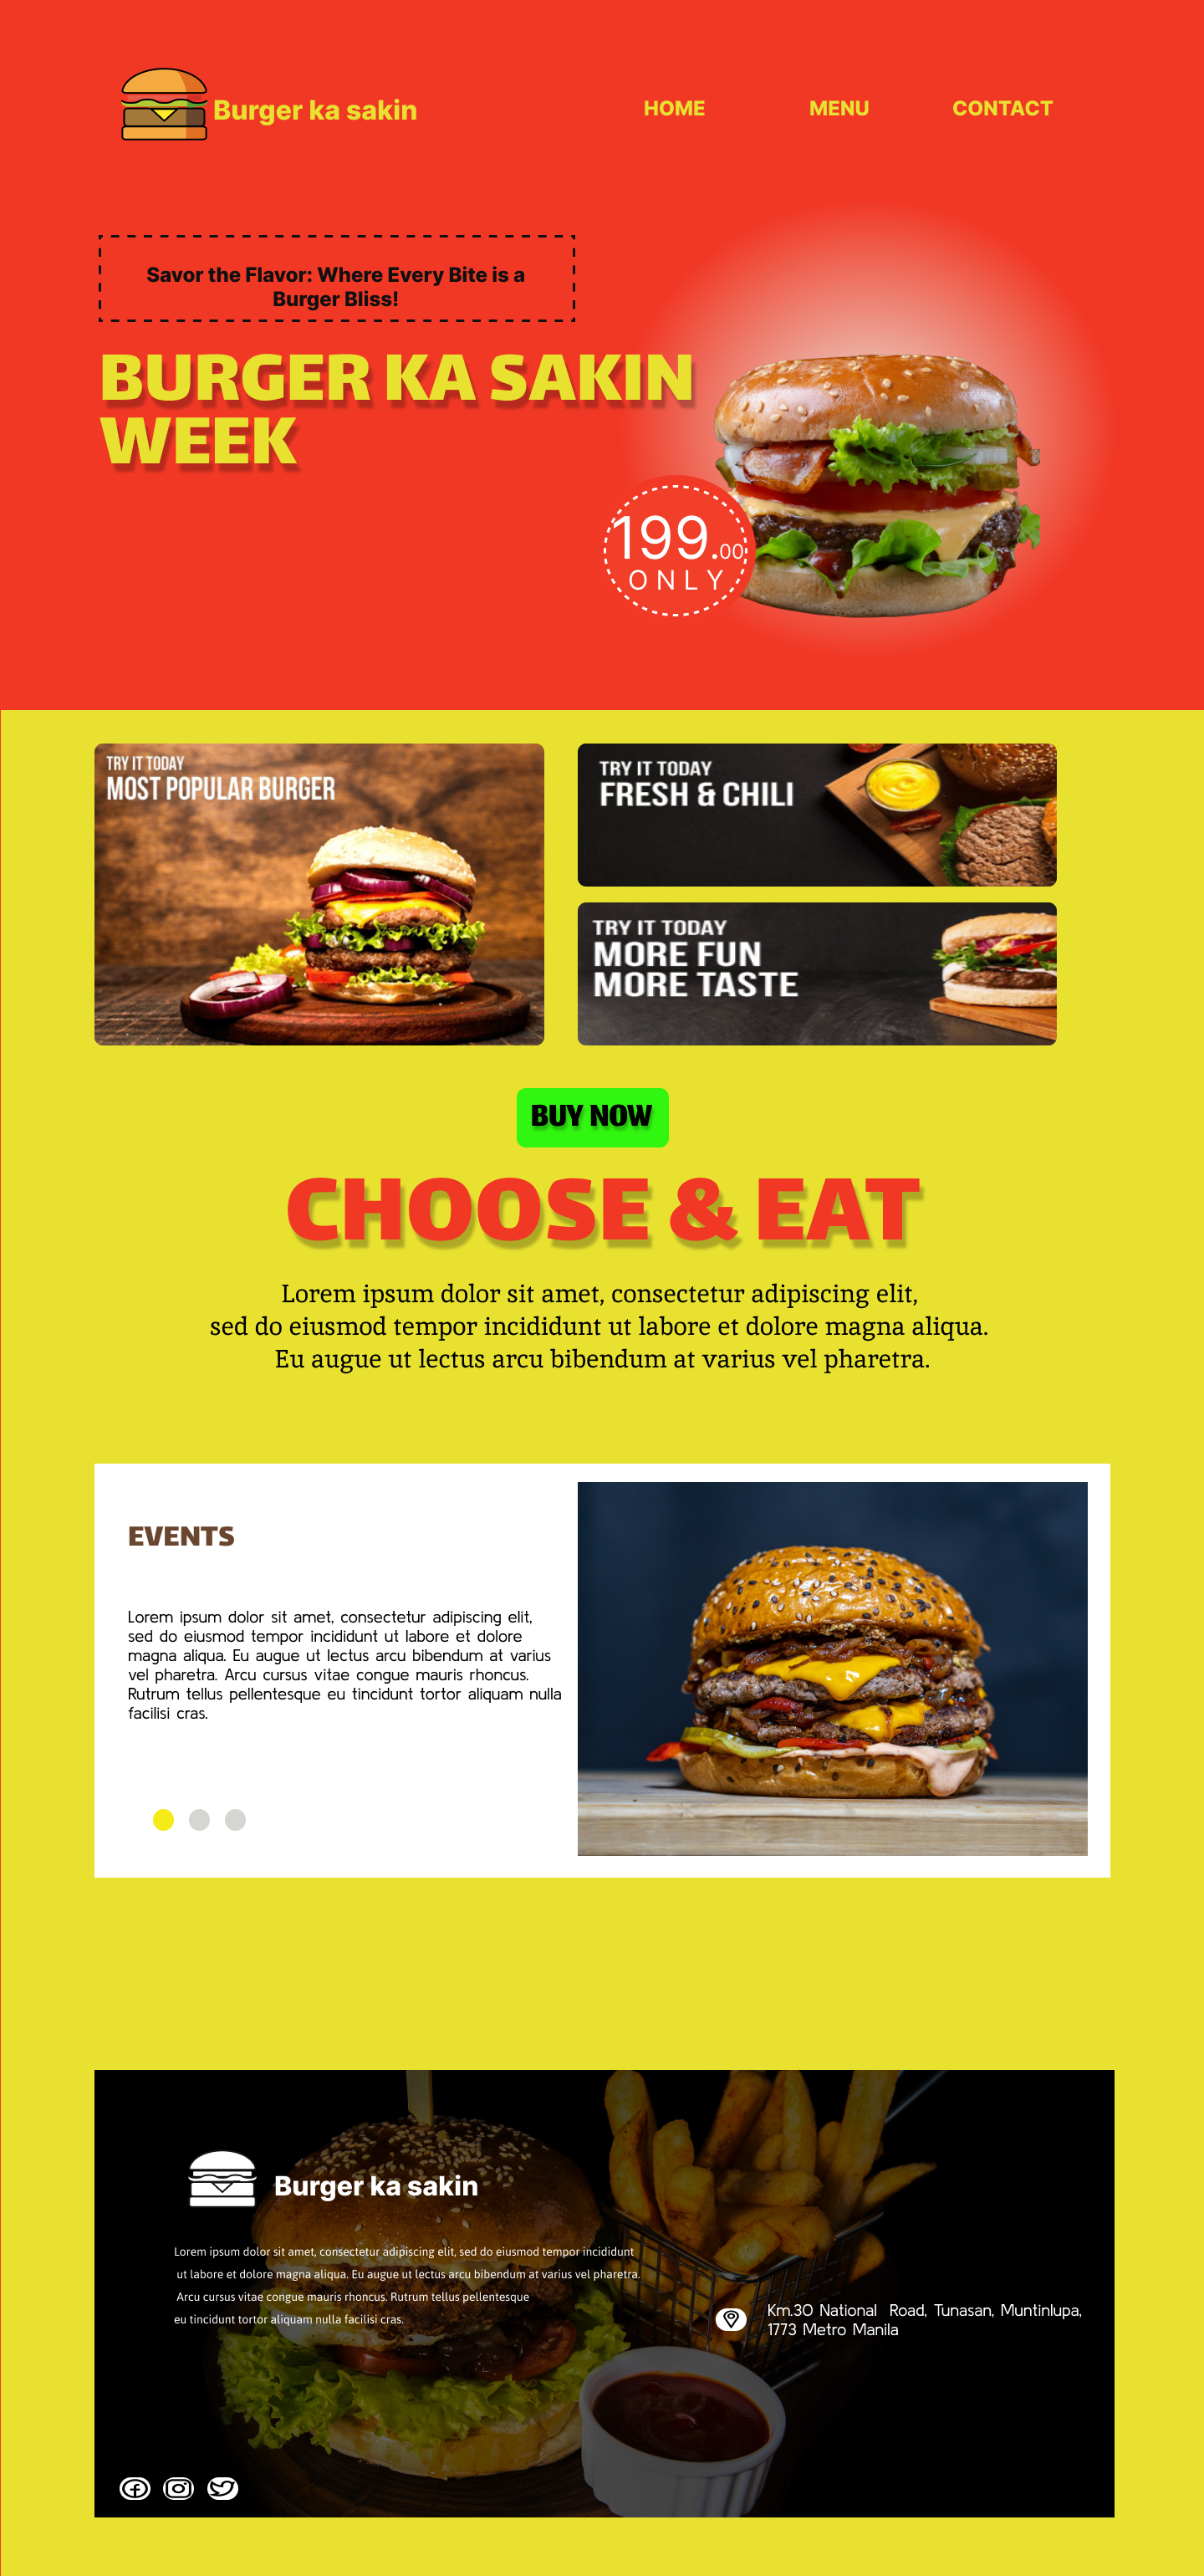 Burger ka sakin
HOME
MENU
CONTACT
Savor the Flavor: Where Every Bite is a
Burger Bliss!
BURGER KA SAKIN
WEEK
199.00
ONLY
TRY IT TODAY
MOST POPULAR BURGER
TRY IT TODAY
FRESH & CHILI
TRY IT TODAY
MORE FUN
MORE TASTE
BUY NOW
CHOOSE & EAT
Lorem ipsum dolor sit amet, consectetur adipiscing elit,
sed do eiusmod tempor incididunt ut labore et dolore magna aliqua.
Eu augue ut lectus arcu bibendum at varius vel pharetra.
EVENTS
Lorem ipsum dolor sit amet, consectetur adipiscing elit,
sed do eiusmod tempor incididunt ut labore et dolore
magna aliqua. Eu augue ut lectus arcu bibendum at varius
vel pharetra. Arcu cursus vitae congue mauris rhoncus.
Rutrum tellus pellentesque eu tincidunt tortor aliquam nulla
facilisi cras.
Burger ka sakin
Lorem ipsum dolor sit amet, consectetur adipiscing elit, sed do eiusmod tempor incididunt
ut labore et dolore magna aliqua. Eu augue ut lectus arcu bibendum at varius vel pharetra.
Arcu cursus vitae congue mauris rhoncus. Rutrum tellus pellentesque
eu tincidunt tortor aliquam nulla facilisi cras.
Km.30 National Road, Tunasan, Muntinlupa,
1773 Metro Manila